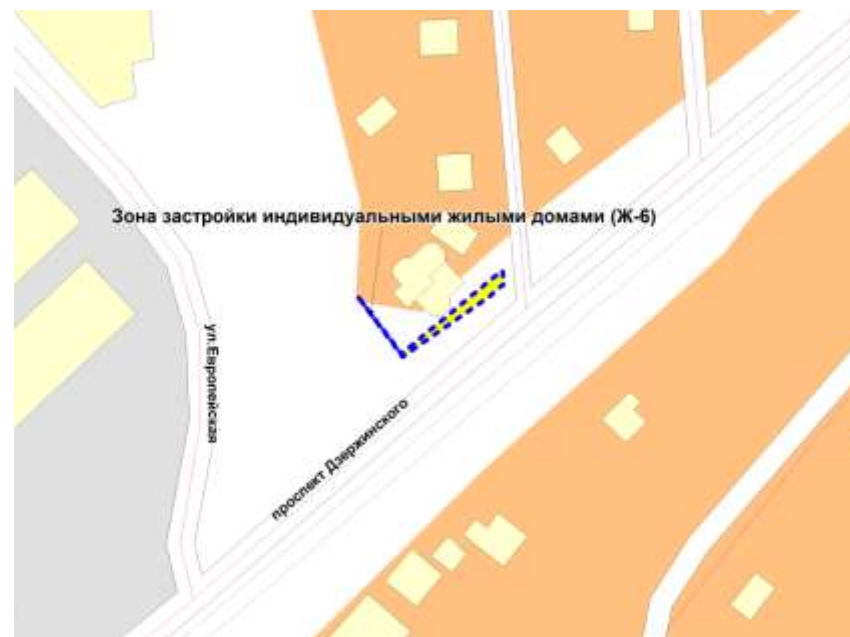 Зона застройки индивидуальными жилыми домами (Ж-6)
ул.Европейская
проспект Дзержинского